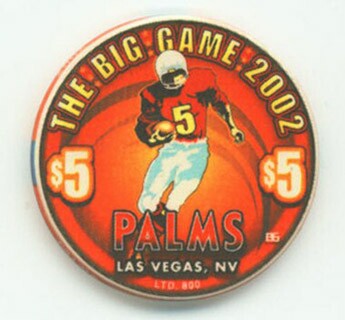 THE BIG GAME 2002
5
$5
$5
PALMS
LAS VEGAS, NV
LTD. 800